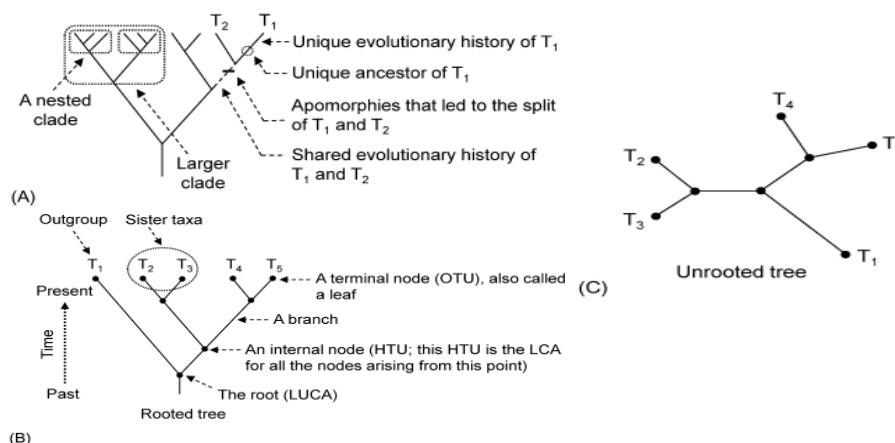 T2 T1
Unique evolutionary history of T1
Unique ancestor of T1
Apomorphies that led to the split
of T1 and T2
Shared evolutionary history of
T1 and T2
A nested
clade
Larger
clade
(A)
Outgroup Sister taxa
T1 T2 T3 T4 T5
A terminal node (OTU), also called
a leaf
Present
A branch
Time
An internal node (HTU; this HTU is the LCA
for all the nodes arising from this point)
Past
The root (LUCA)
Rooted tree
(B)
T4
T
T2
T3
T1
Unrooted tree
(C)